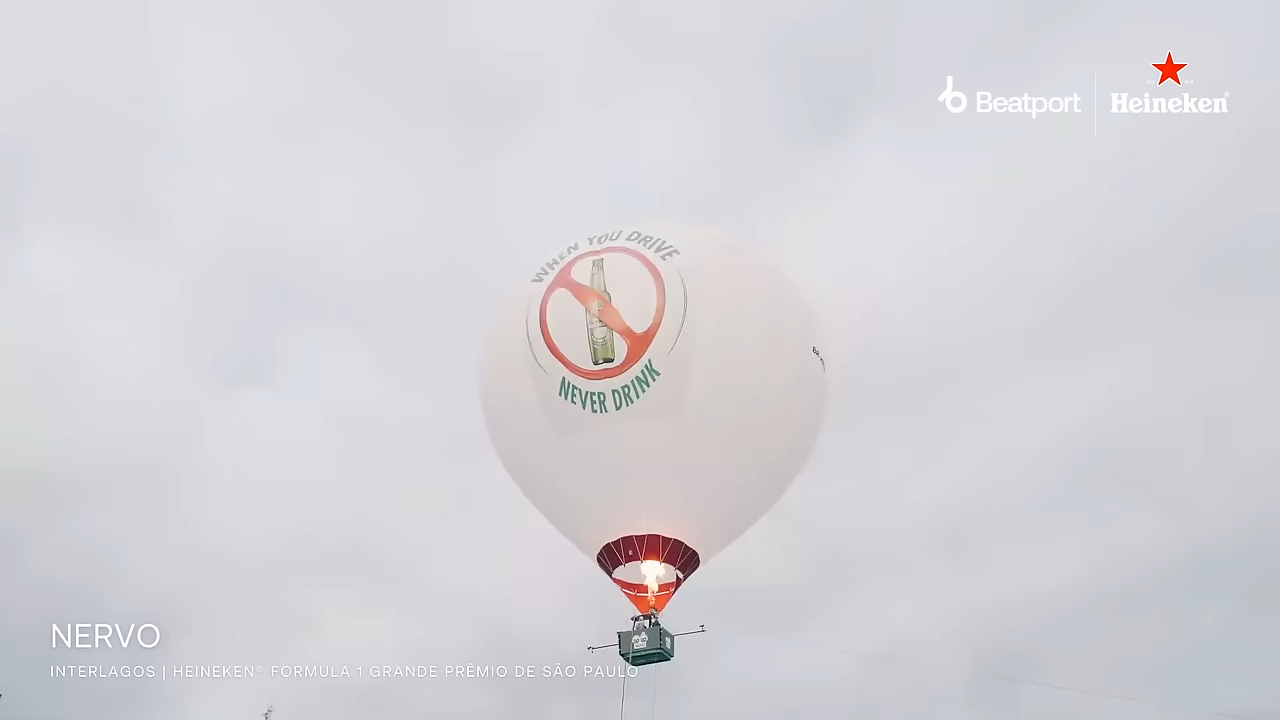 Beatport
Heineken®
WHEN YOU DRIVE
NEVER DRINK
NERVO
INTERLAGOS | HEINEKEN® FORMULA 1 GRANDE PRÊMIO DE SÃO PAULO